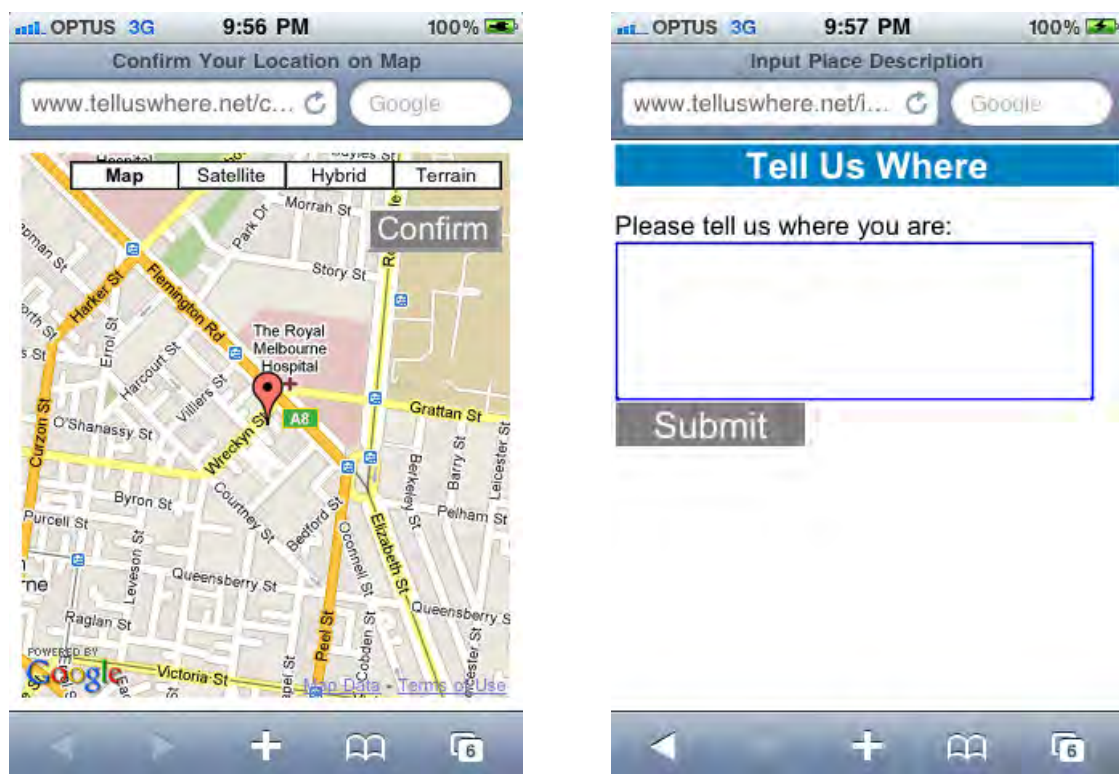 OPTUS 3G 9:56 PM 100%
Confirm Your Location on Map
www.telluswhere.net/c... Google
Hospital
Map Satellite Hybrid Terrain
Morrah St
Confirm
Park Dr
Story St
Harker St
Flemington Rd
The Royal
Melbourne
Hospital
Errol St
Harcourt St
Villiers St
A8
Grattan St
Curzon St
O'Shanassy St
Wreckyn St
Berkeley St
Barry St
Leicester St
Byron St
Courtney St
Bedford St
Pelham St
Purcell St
Elizabeth St
Oconnell St
Leveson St
Queensberry St
Queensberry S
Raglan St
Peel St
Cobden St
POWERED BY
Google
Victoria St
Map Data - Terms of Use
6
OPTUS 3G 9:57 PM 100%
Input Place Description
www.telluswhere.net/i... Google
Tell Us Where
Please tell us where you are:
Submit
6